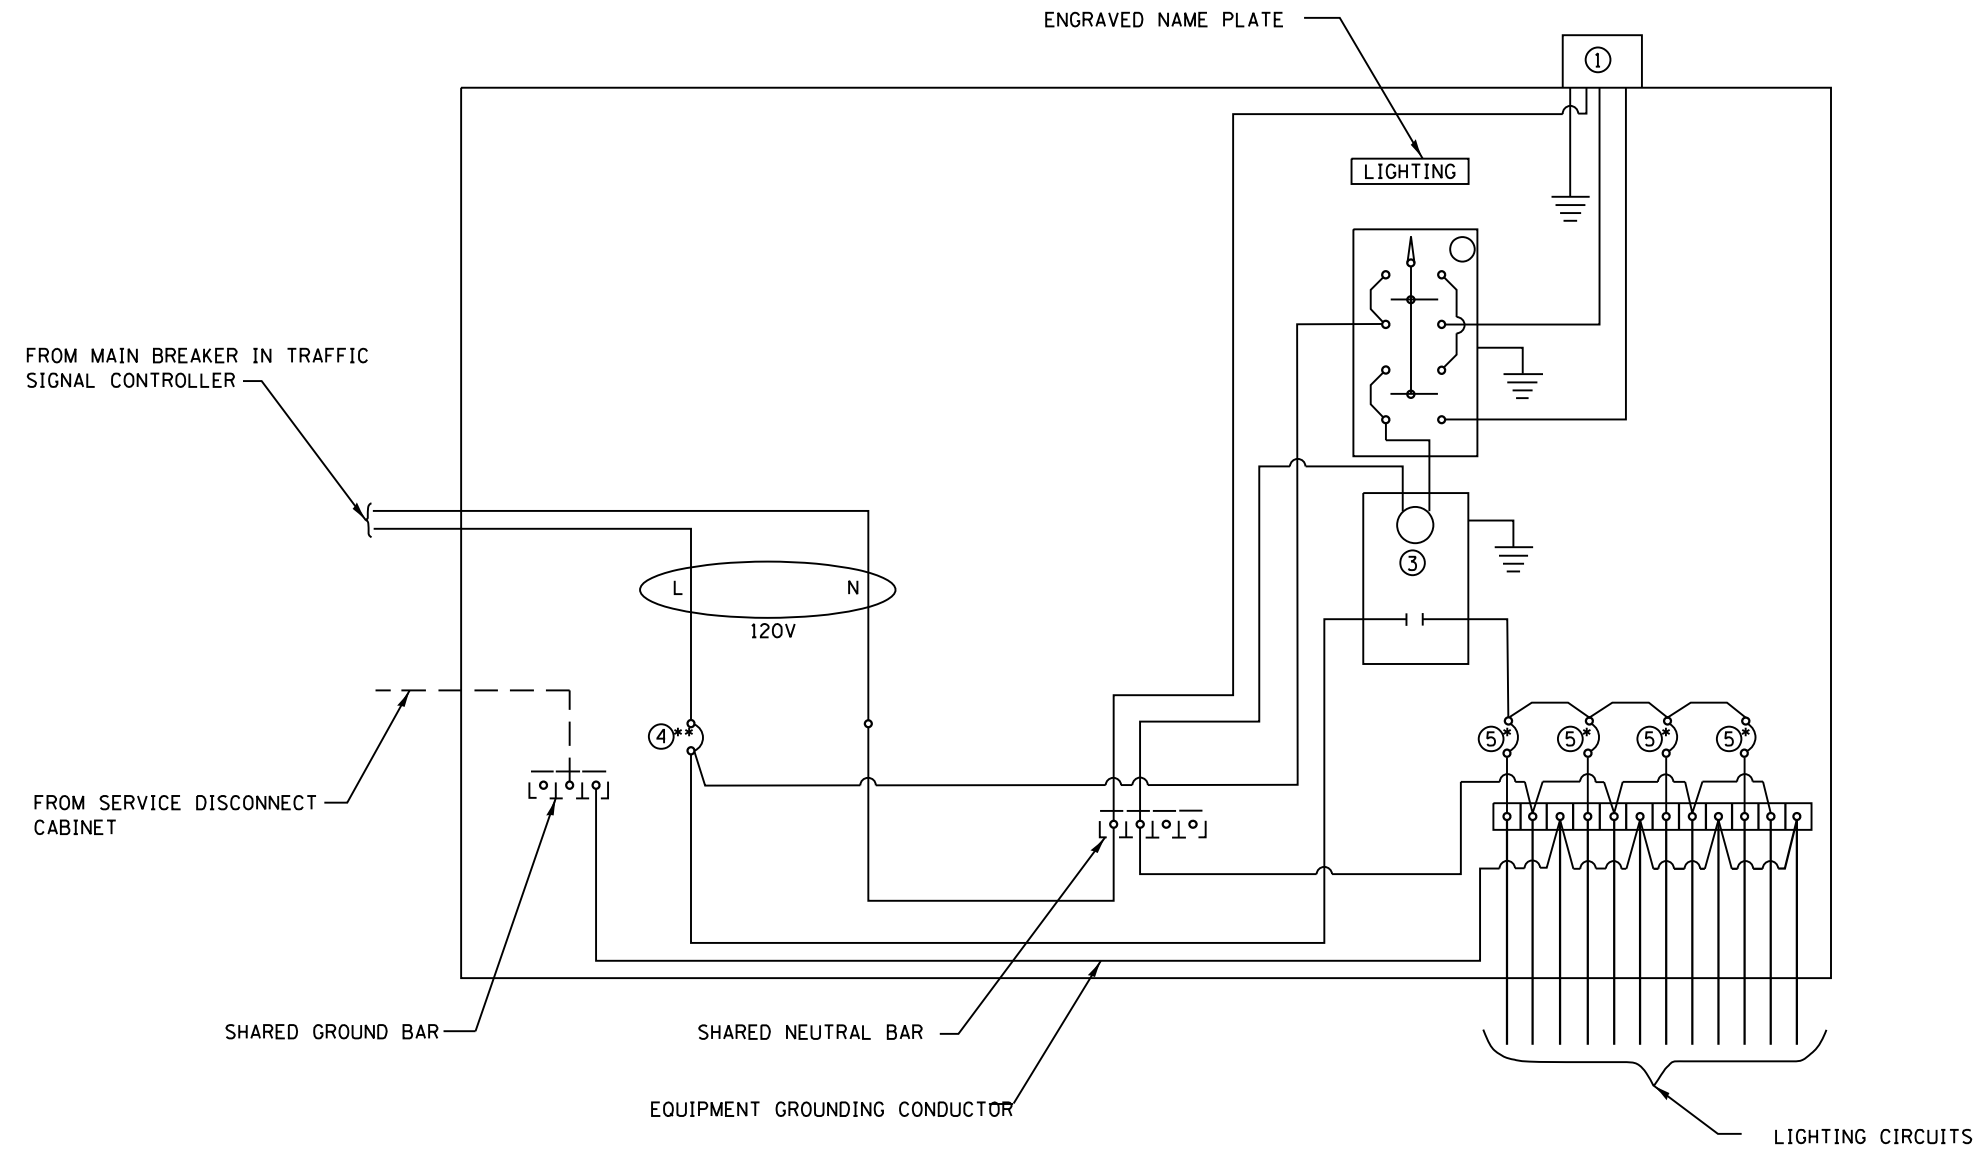 ENGRAVED NAME PLATE
1
LIGHTING
FROM MAIN BREAKER IN TRAFFIC
SIGNAL CONTROLLER
3
L
N
120V
4**
5*
5*
5*
5*
FROM SERVICE DISCONNECT
CABINET
SHARED GROUND BAR
SHARED NEUTRAL BAR
EQUIPMENT GROUNDING CONDUCTOR
LIGHTING CIRCUITS